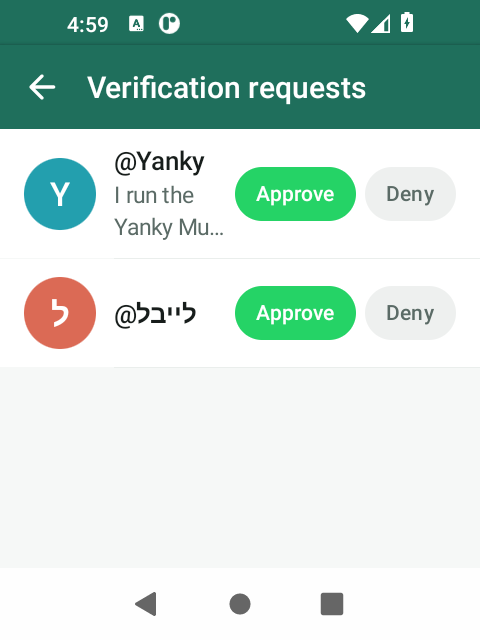 4:59
Verification requests
Y
@Yanky
I run the
Yanky Mu…
Approve
Deny
ל
@לייבל
Approve
Deny